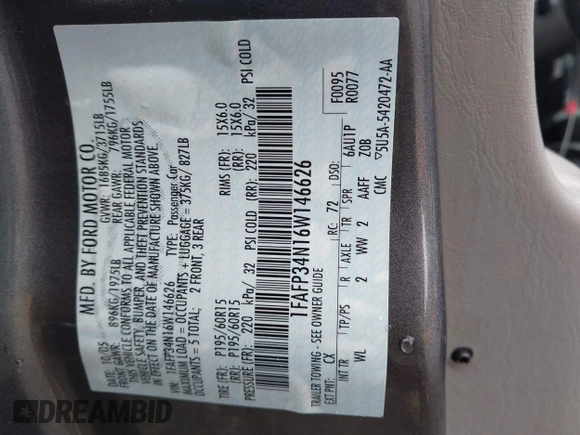 MFD. BY FORD MOTOR CO.
10/05 GVWR: 1685KG/3715LB
FRONT GAWR: 896KG/1975LB REAR GAWR: 796KG/1755LB
VEHICLE CONFORMS TO ALL APPLICABLE FEDERAL MOTOR
VEHICLE SAFETY, BUMPER, AND THEFT PREVENTION STANDARDS
IN EFFECT ON THE DATE OF MANUFACTURE SHOWN ABOVE.
VIN: 1FAFP34N16W146626 TYPE: Passenger Car
MAXIMUM LOAD = OCCUPANTS + LUGGAGE = 375KG/ 827LB
OCCUPANTS = 5 TOTAL; 2 FRONT, 3 REAR
TIRE (FR): P195/60R15 RIMS (FR): 15X6.0
(RR): P195/60R15 (RR): 15X6.0
PRESSURE (FR): 220 kPa/ 32 PSI COLD (RR): 220 kPa/ 32 PSI COLD
1FAFP34N16W146626
TRAILER TOWING - SEE OWNER GUIDE
F0095
R0077
EXT PNT: CX RC: 72 DSO:
INT TR TP/PS R AXLE TR SPR 6AU1P
WL 2 WW 2 AAFF ZOB
CMC
5U5A-5420472-AA
DREAMBID